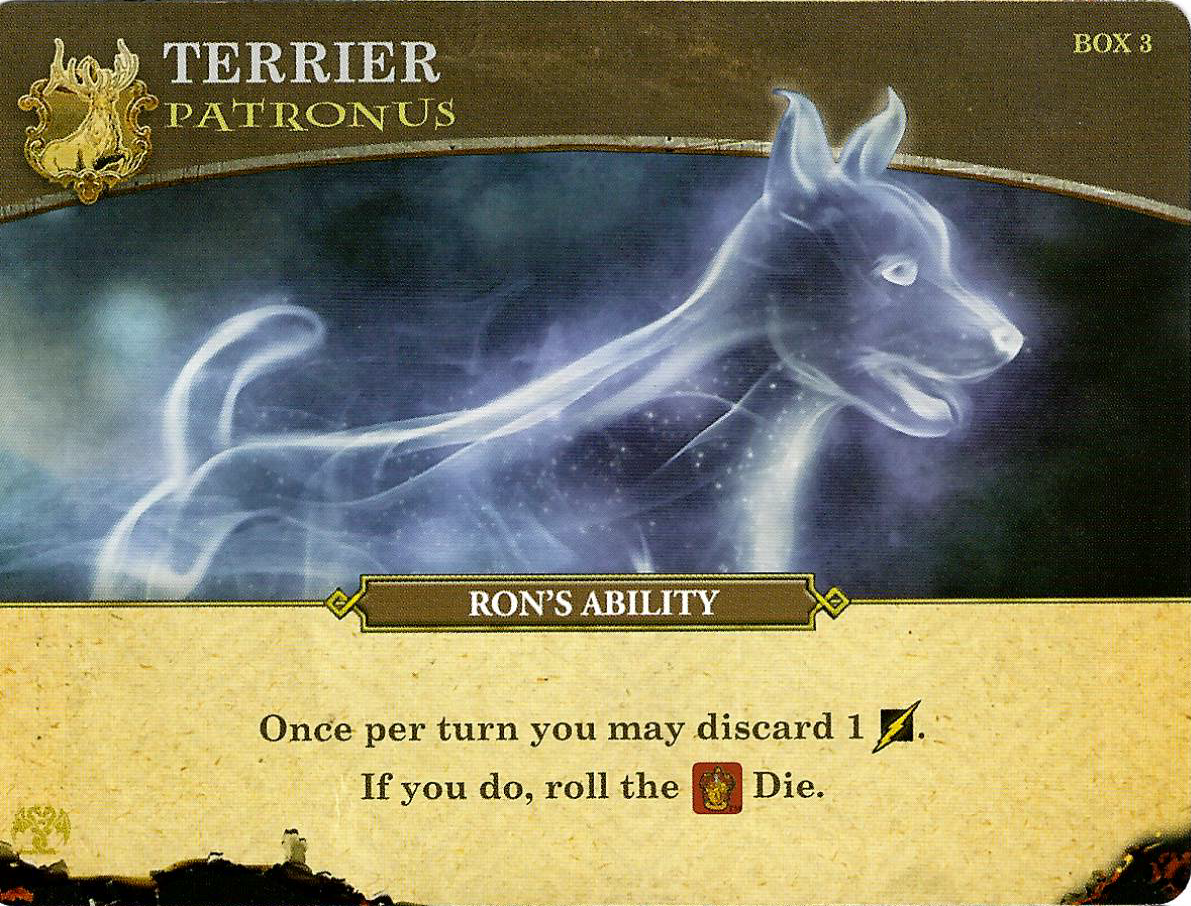 BOX 3
TERRIER
PATRONUS
RON'S ABILITY
Once per turn you may discard 1 .
If you do, roll the Die.